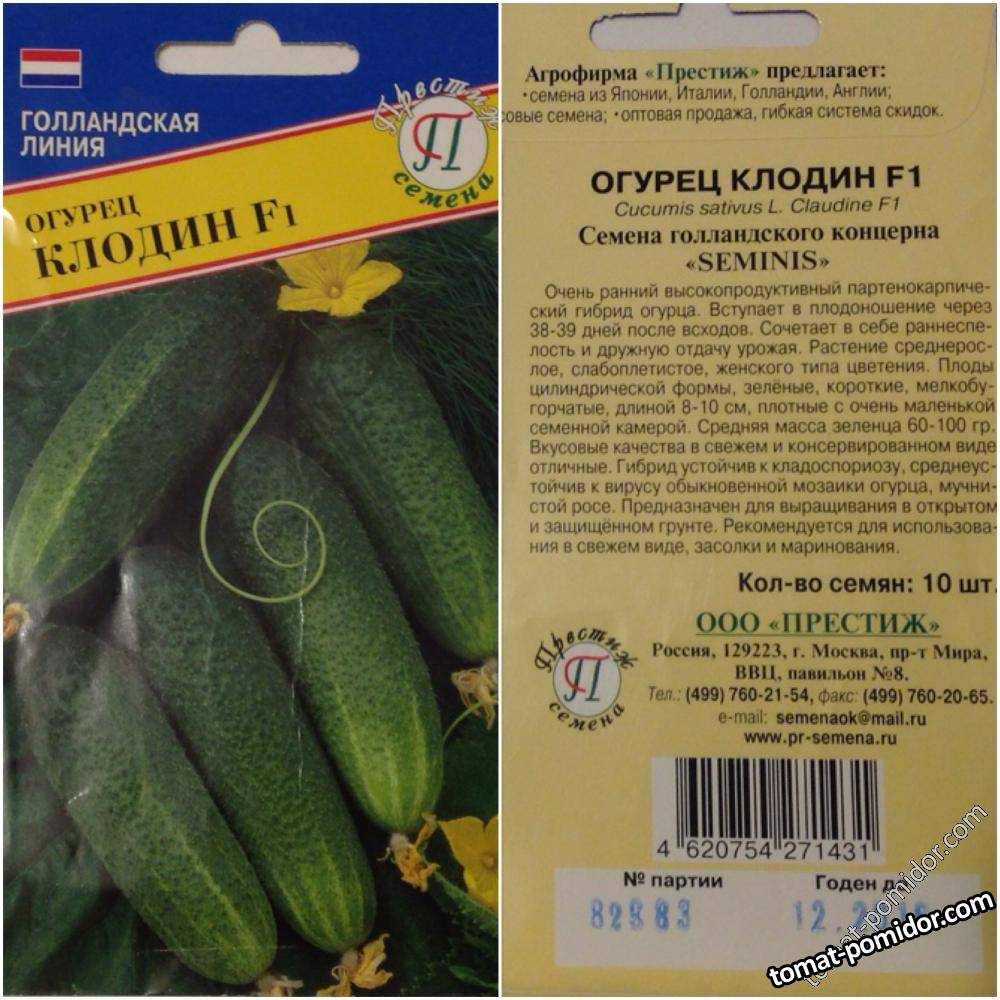 ГОЛЛАНДСКАЯ
ЛИНИЯ
Престиж
П
семена
ОГУРЕЦ
КЛОДИН F1
Агрофирма «Престиж» предлагает:
•семена из Японии, Италии, Голландии, Англии;
совые семена; •оптовая продажа, гибкая система скидок.
ОГУРЕЦ КЛОДИН F1
Cucumis sativus L. Claudine F1
Семена голландского концерна
«SEMINIS»
Очень ранний высокопродуктивный партенокарпиче-
ский гибрид огурца. Вступает в плодоношение через
38-39 дней после всходов. Сочетает в себе раннеспе-
лость и дружную отдачу урожая. Растение среднерос-
лое, слабоплетистое, женского типа цветения. Плоды
цилиндрической формы, зелёные, короткие, мелкобу-
горчатые, длиной 8-10 см, плотные с очень маленькой
семенной камерой. Средняя масса зеленца 60-100 гр.
Вкусовые качества в свежем и консервированном виде
отличные. Гибрид устойчив к кладоспориозу, среднеус-
тойчив к вирусу обыкновенной мозаики огурца, мучни-
стой росе. Предназначен для выращивания в открытом
и защищённом грунте. Рекомендуется для использова-
ния в свежем виде, засолки и маринования.
Кол-во семян: 10 шт.
ООО «ПРЕСТИЖ»
Престиж
П
семена
Россия, 129223, г. Москва, пр-т Мира,
ВВЦ, павильон №8.
Тел.: (499) 760-21-54, факс: (499) 760-20-65.
e-mail: semenaok@mail.ru
www.pr-semena.ru
4 620754 271431
№ партии
Годен до
82583
12.
tomat-pomidor.com
tomat-pomidor.com